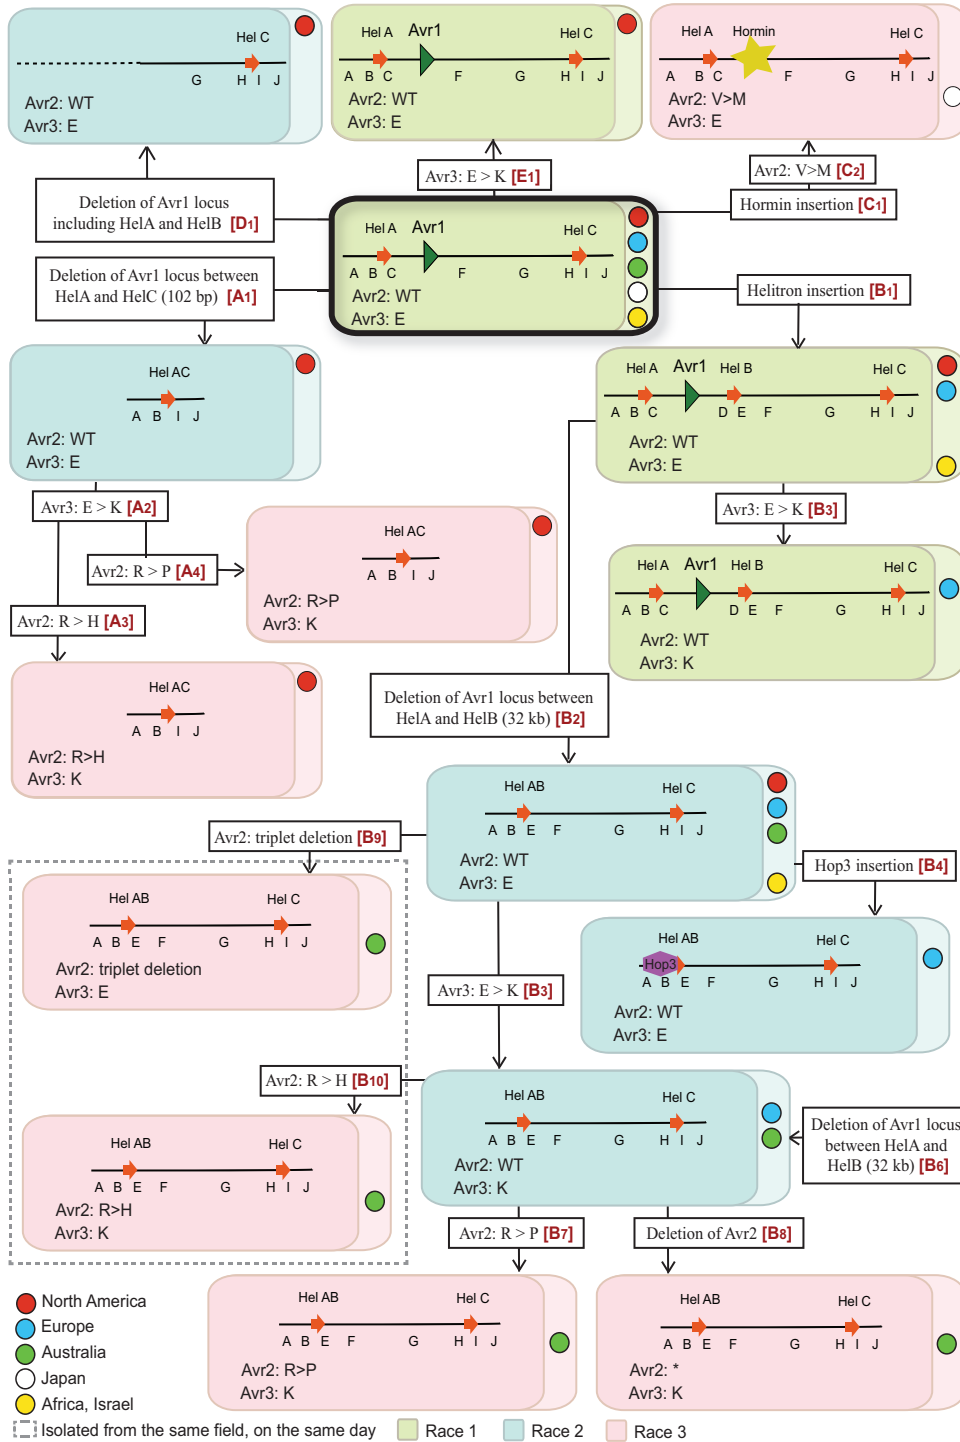 Hel C
G H I J
Avr2: WT
Avr3: E
Hel A Avr1 Hel C
A B C F G H I J
Avr2: WT
Avr3: E
Hel A Hormin Hel C
A B C F G H I J
Avr2: V>M
Avr3: E
Avr3: E > K [E1]
Avr2: V>M [C2]
Hormin insertion [C1]
Deletion of Avr1 locus
including HelA and HelB [D1]
Hel A Avr1 Hel C
A B C F G H I J
Avr2: WT
Avr3: E
Deletion of Avr1 locus between
HelA and HelC (102 bp) [A1]
Helitron insertion [B1]
Hel AC
A B I J
Avr2: WT
Avr3: E
Hel A Avr1 Hel B Hel C
A B C D E F G H I J
Avr2: WT
Avr3: E
Avr3: E > K [A2]
Avr3: E > K [B3]
Avr2: R > P [A4]
Hel AC
A B I J
Avr2: R>P
Avr3: K
Hel A Avr1 Hel B Hel C
A B C D E F G H I J
Avr2: WT
Avr3: K
Avr2: R > H [A3]
Hel AC
A B I J
Avr2: R>H
Avr3: K
Deletion of Avr1 locus between
HelA and HelB (32 kb) [B2]
Hel AB Hel C
A B E F G H I J
Avr2: WT
Avr3: E
Avr2: triplet deletion [B9]
Hop3 insertion [B4]
Hel AB Hel C
A B E F G H I J
Avr2: triplet deletion
Avr3: E
Hel AB Hel C
Hop3
A B E F G H I J
Avr2: WT
Avr3: E
Avr3: E > K [B3]
Avr2: R > H [B10]
Hel AB Hel C
A B E F G H I J
Avr2: WT
Avr3: K
Deletion of Avr1 locus
between HelA and
HelB (32 kb) [B6]
Hel AB Hel C
A B E F G H I J
Avr2: R>H
Avr3: K
Avr2: R > P [B7]
Deletion of Avr2 [B8]
Hel AB Hel C
A B E F G H I J
Avr2: R>P
Avr3: K
Hel AB Hel C
A B E F G H I J
Avr2: *
Avr3: K
North America
Europe
Australia
Japan
Africa, Israel
Isolated from the same field, on the same day Race 1 Race 2 Race 3